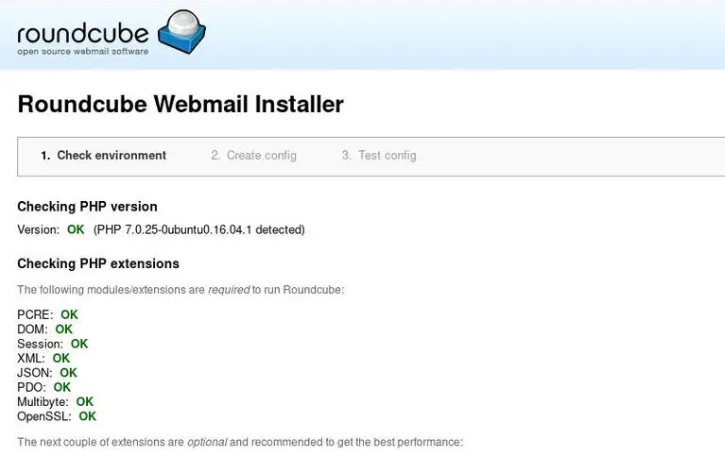 roundcube
open source webmail software
Roundcube Webmail Installer
1. Check environment 2. Create config 3. Test config
Checking PHP version
Version: OK (PHP 7.0.25-0ubuntu0.16.04.1 detected)
Checking PHP extensions
The following modules/extensions are required to run Roundcube:
PCRE: OK
DOM: OK
Session: OK
XML: OK
JSON: OK
PDO: OK
Multibyte: OK
OpenSSL: OK
The next couple of extensions are optional and recommended to get the best performance: